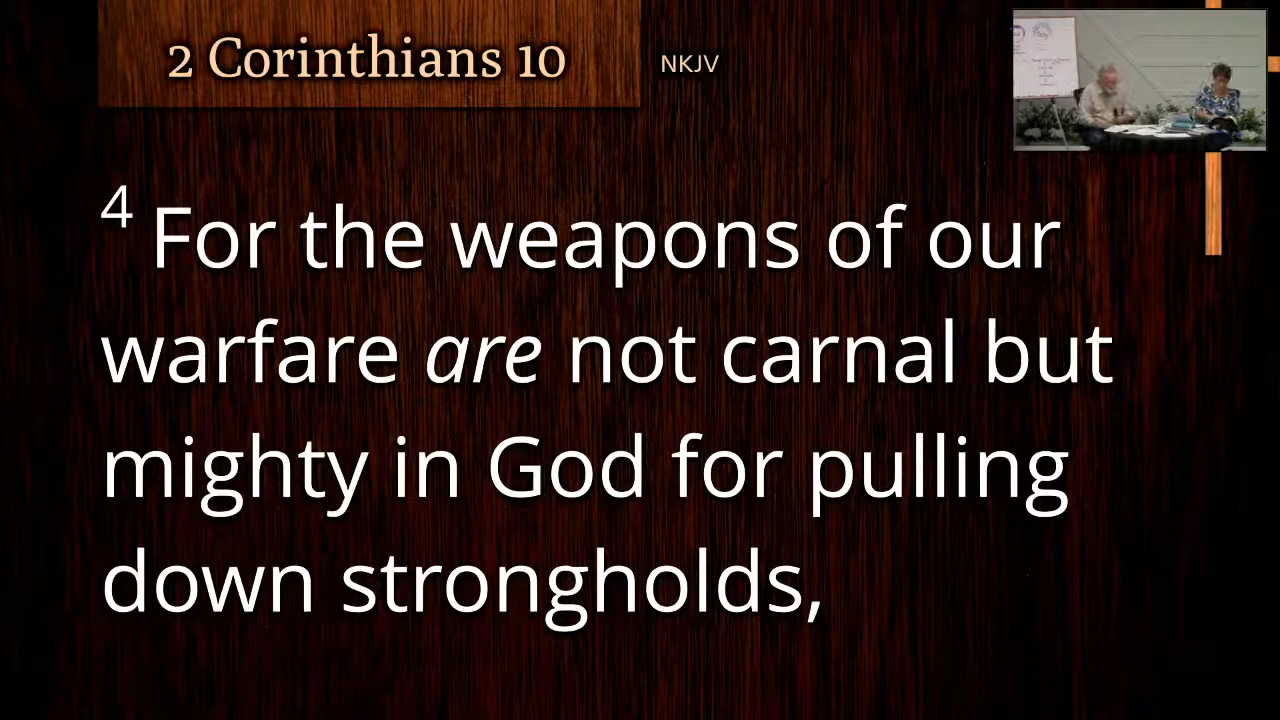 2 Corinthians 10
NKJV
4 For the weapons of our
warfare are not carnal but
mighty in God for pulling
down strongholds,